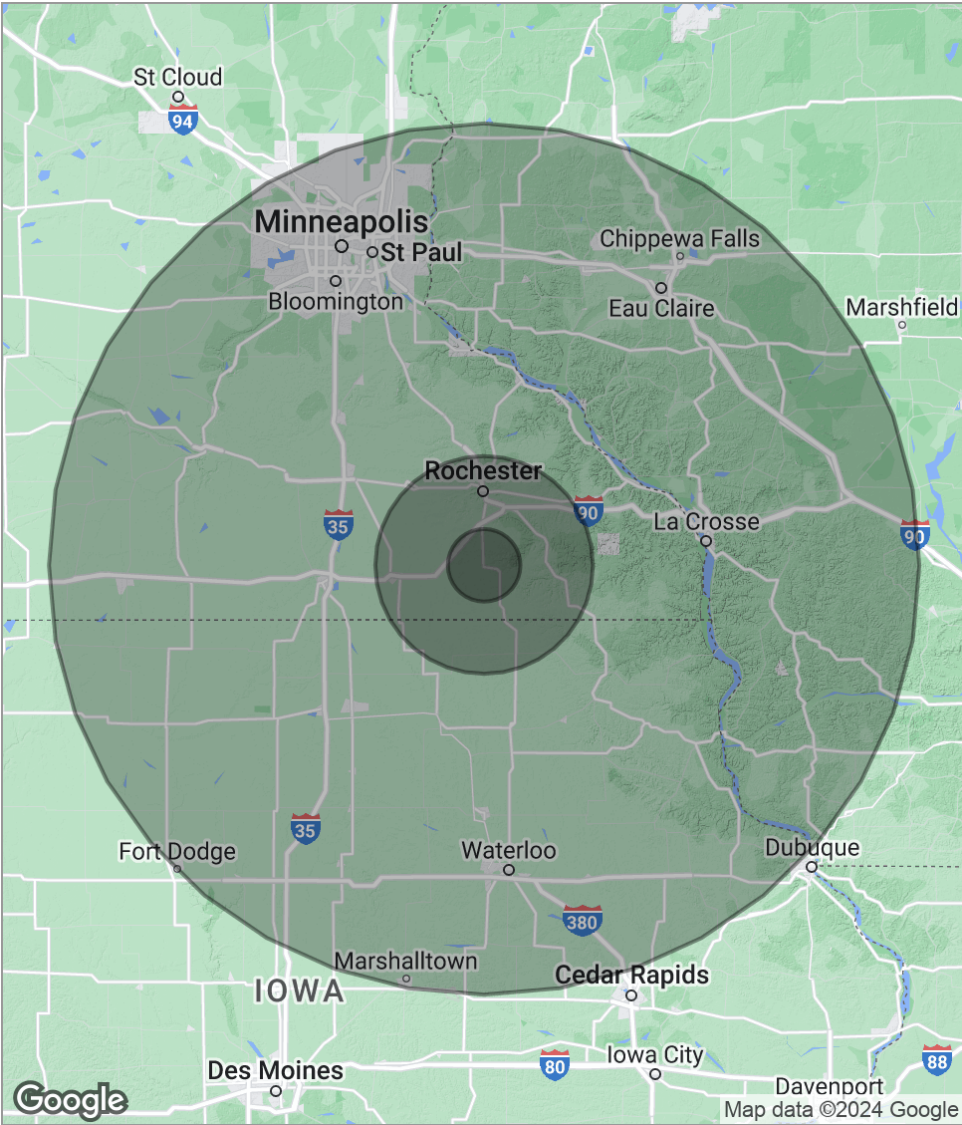 St Cloud
94
Minneapolis
St Paul
Chippewa Falls
Bloomington
Eau Claire
Marshfield
Rochester
35
90
La Crosse
90
35
Fort Dodge
Waterloo
Dubuque
380
Marshalltown
Cedar Rapids
IOWA
Iowa City
80
88
Des Moines
Davenport
Google
Map data ©2024 Google